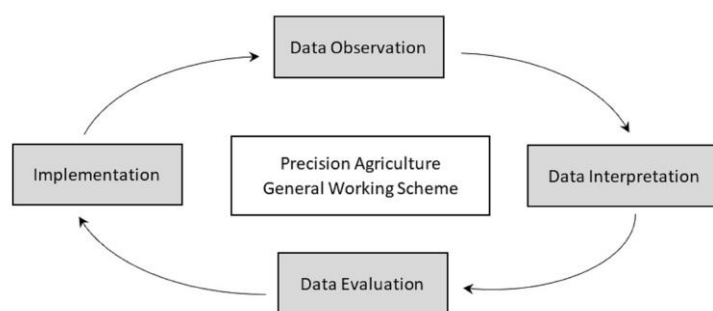 Data Observation
Implementation
Precision Agriculture
General Working Scheme
Data Interpretation
Data Evaluation